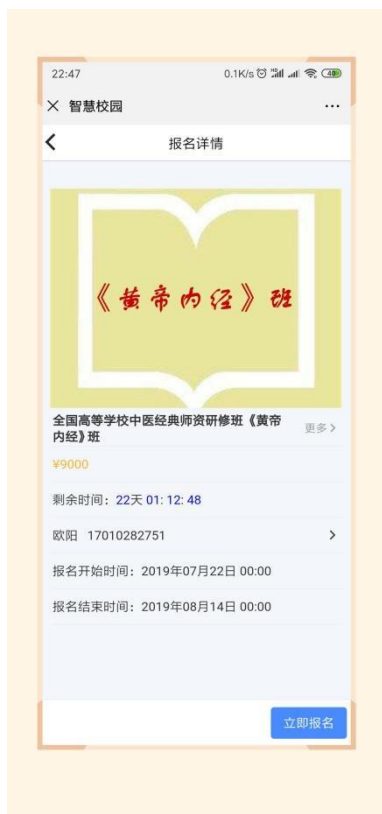 22:47
0.1K/s
40
智慧校园
报名详情
《黄帝内经》班
全国高等学校中医经典师资研修班《黄帝
内经》班
更多
¥9000
剩余时间：22天 01: 12: 48
欧阳 17010282751
报名开始时间：2019年07月22日 00:00
报名结束时间：2019年08月14日 00:00
立即报名